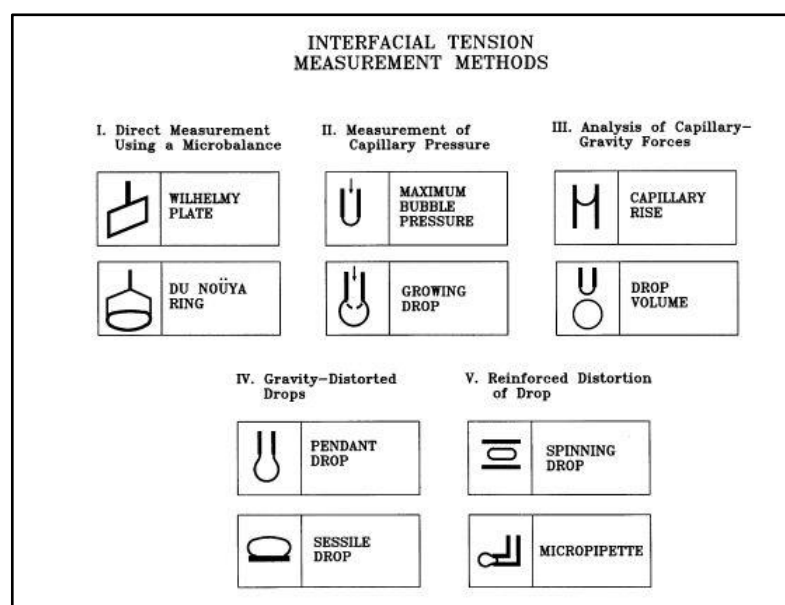 INTERFACIAL TENSION
MEASUREMENT METHODS
I. Direct Measurement
Using a Microbalance
WILHELMY
PLATE
DU NOÜYA
RING
II. Measurement of
Capillary Pressure
MAXIMUM
BUBBLE
PRESSURE
GROWING
DROP
III. Analysis of Capillary-
Gravity Forces
CAPILLARY
RISE
DROP
VOLUME
IV. Gravity-Distorted
Drops
PENDANT
DROP
SESSILE
DROP
V. Reinforced Distortion
of Drop
SPINNING
DROP
MICROPIPETTE